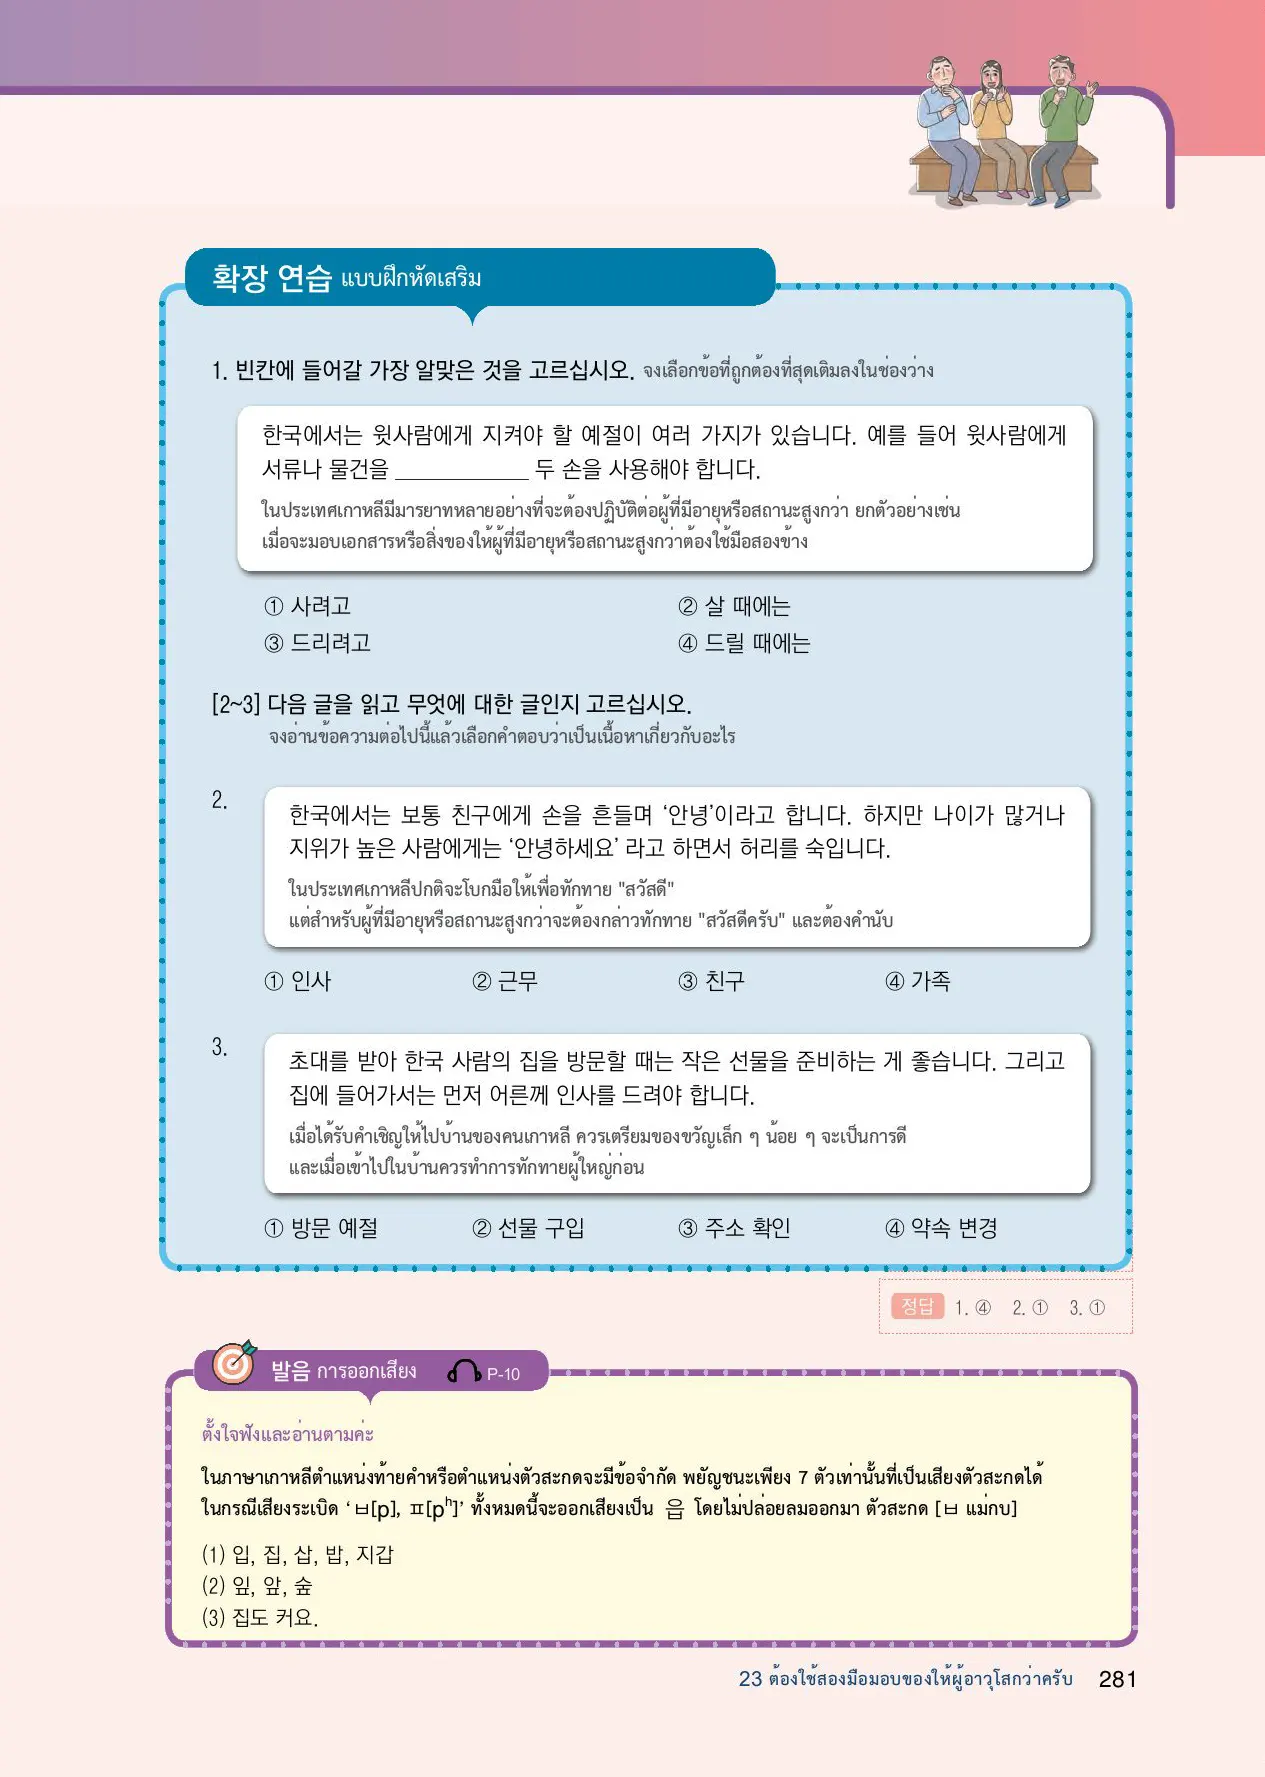 확장 연습 แบบฝึกหัดเสริม
1. 빈칸에 들어갈 가장 알맞은 것을 고르십시오. จงเลือกข้อที่ถูกต้องที่สุดเติมลงในช่องว่าง
한국에서는 윗사람에게 지켜야 할 예절이 여러 가지가 있습니다. 예를 들어 윗사람에게
서류나 물건을 ____________ 두 손을 사용해야 합니다.
ในประเทศเกาหลีมีมารยาทหลายอย่างที่จะต้องปฏิบัติต่อผู้ที่มีอายุหรือสถานะสูงกว่า ยกตัวอย่างเช่น
เมื่อจะมอบเอกสารหรือสิ่งของให้ผู้ที่มีอายุหรือสถานะสูงกว่าต้องใช้มือสองข้าง
① 사려고 ② 살 때에는
③ 드리려고 ④ 드릴 때에는
[2~3] 다음 글을 읽고 무엇에 대한 글인지 고르십시오.
จงอ่านข้อความต่อไปนี้แล้วเลือกคำตอบว่าเป็นเนื้อหาเกี่ยวกับอะไร
2.
한국에서는 보통 친구에게 손을 흔들며 ‘안녕’이라고 합니다. 하지만 나이가 많거나
지위가 높은 사람에게는 ‘안녕하세요’ 라고 하면서 허리를 숙입니다.
ในประเทศเกาหลีปกติจะโบกมือให้เพื่อทักทาย "สวัสดี"
แต่สำหรับผู้ที่มีอายุหรือสถานะสูงกว่าจะต้องกล่าวทักทาย "สวัสดีครับ" และต้องคำนับ
① 인사 ② 근무 ③ 친구 ④ 가족
3.
초대를 받아 한국 사람의 집을 방문할 때는 작은 선물을 준비하는 게 좋습니다. 그리고
집에 들어가서는 먼저 어른께 인사를 드려야 합니다.
เมื่อได้รับคำเชิญให้ไปบ้านของคนเกาหลี ควรเตรียมของขวัญเล็ก ๆ น้อย ๆ จะเป็นการดี
และเมื่อเข้าไปในบ้านควรทำการทักทายผู้ใหญ่ก่อน
① 방문 예절 ② 선물 구입 ③ 주소 확인 ④ 약속 변경
정답 1. ④ 2. ① 3. ①
발음 การออกเสียง P-10
ตั้งใจฟังและอ่านตามค่ะ
ในภาษาเกาหลีตำแหน่งท้ายคำหรือตำแหน่งตัวสะกดจะมีข้อจำกัด พยัญชนะเพียง 7 ตัวเท่านั้นที่เป็นเสียงตัวสะกดได้
ในกรณีเสียงระเบิด ‘ㅂ[p], ㅍ[pʰ]’ ทั้งหมดนี้จะออกเสียงเป็น 읍 โดยไม่ปล่อยลมออกมา ตัวสะกด [ㅂ แม่กบ]
(1) 입, 집, 삽, 밥, 지갑
(2) 잎, 앞, 숲
(3) 집도 커요.
23 ต้องใช้สองมือมอบของให้ผู้อาวุโสกว่าครับ 281